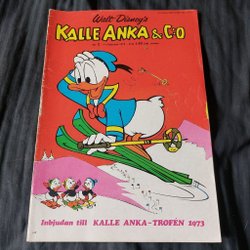 Walt Disney's
KALLE ANKA & C:O
Inbjudan till KALLE ANKA-TROFÉN 1973